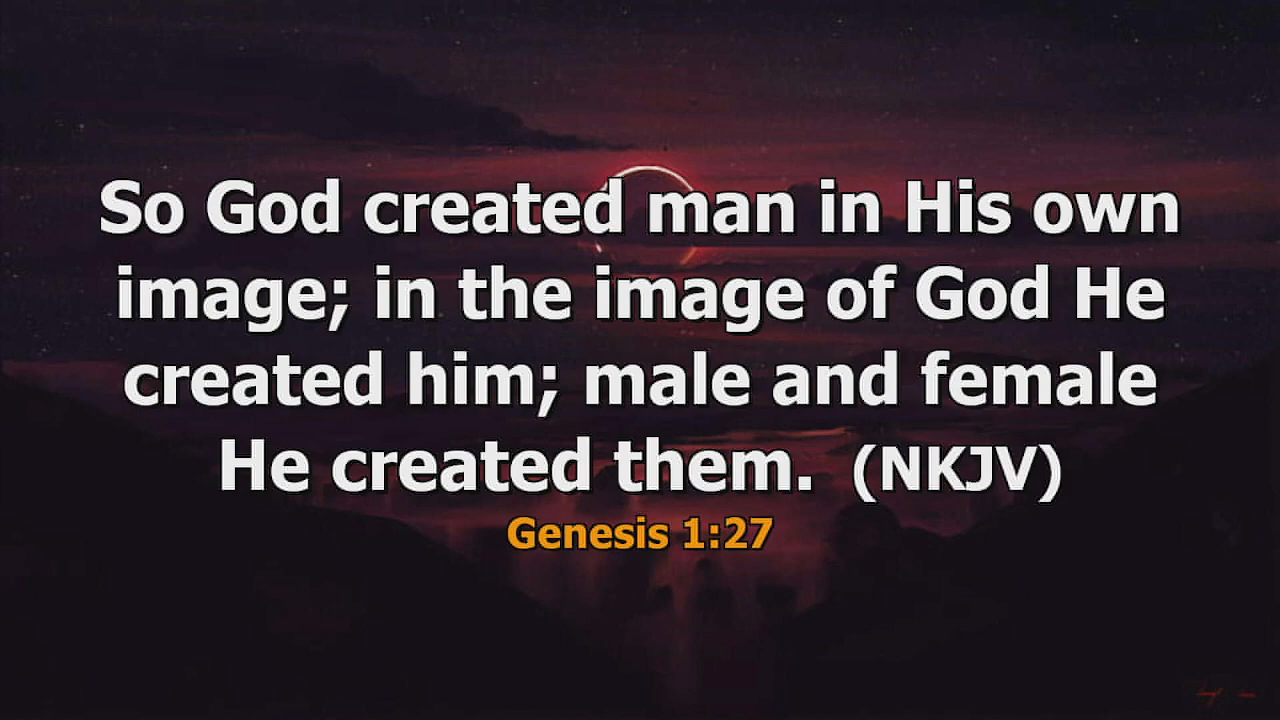 So God created man in His own
image; in the image of God He
created him; male and female
He created them. (NKJV)
Genesis 1:27